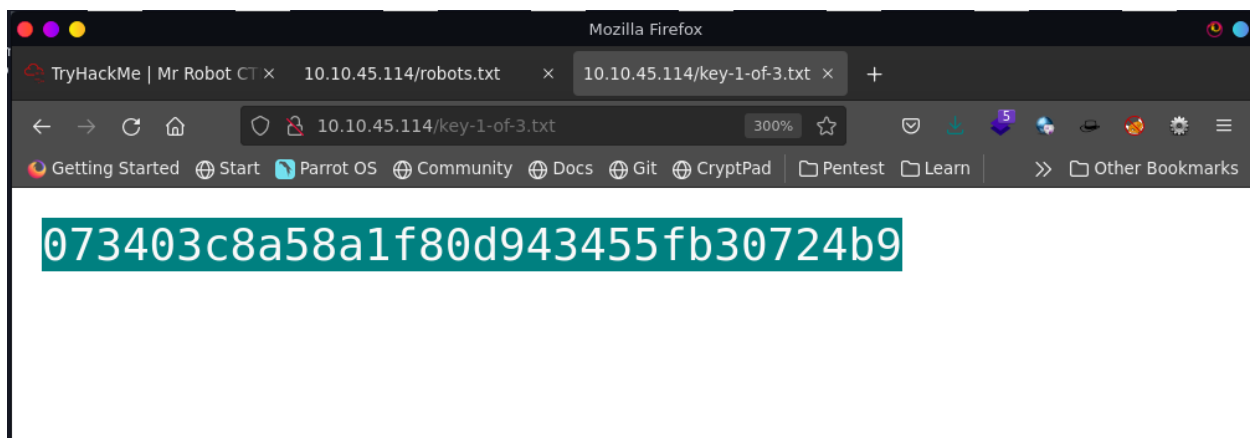 Mozilla Firefox
TryHackMe | Mr Robot CT
10.10.45.114/robots.txt
10.10.45.114/key-1-of-3.txt
10.10.45.114/key-1-of-3.txt
300%
5
Getting Started
Start
Parrot OS
Community
Docs
Git
CryptPad
Pentest
Learn
Other Bookmarks
073403c8a58a1f80d943455fb30724b9